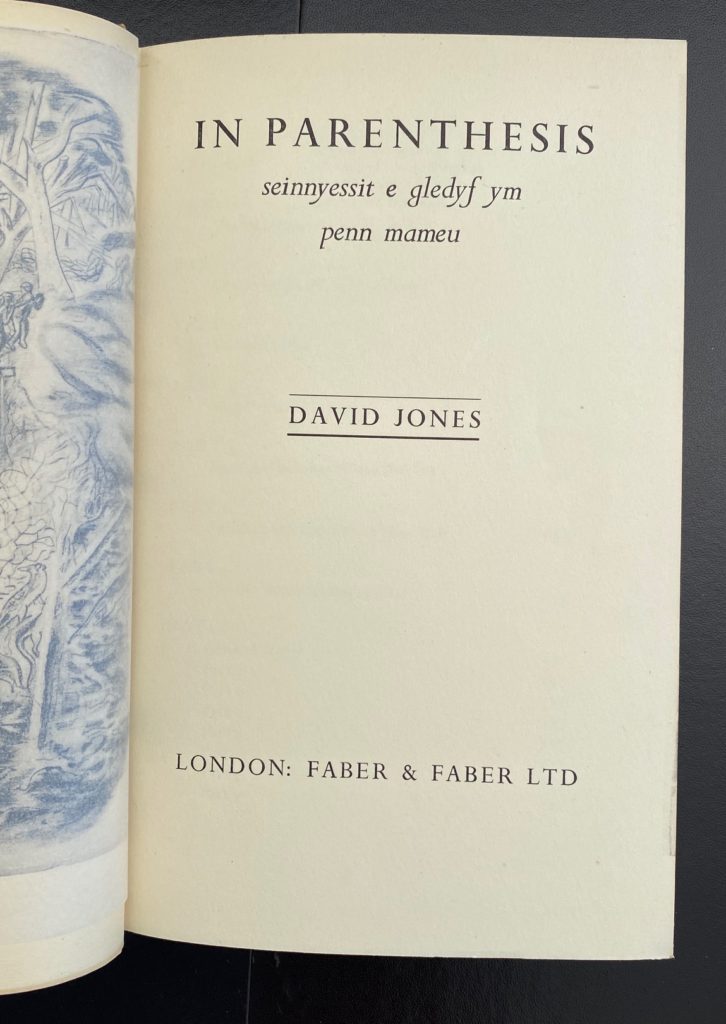 IN PARENTHESIS
seinnyessit e gledyf ym
penn mameu
DAVID JONES
LONDON: FABER & FABER LTD